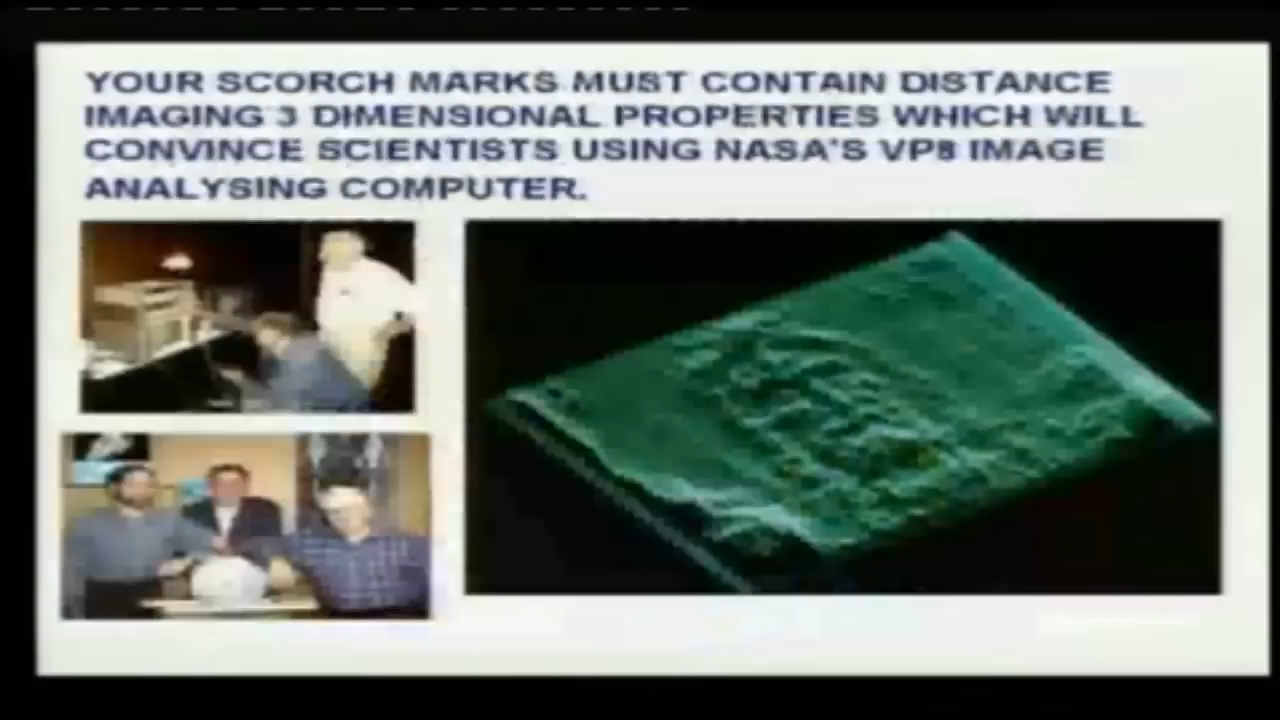 YOUR SCORCH MARKS MUST CONTAIN DISTANCE
IMAGING 3 DIMENSIONAL PROPERTIES WHICH WILL
CONVINCE SCIENTISTS USING NASA'S VP8 IMAGE
ANALYSING COMPUTER.